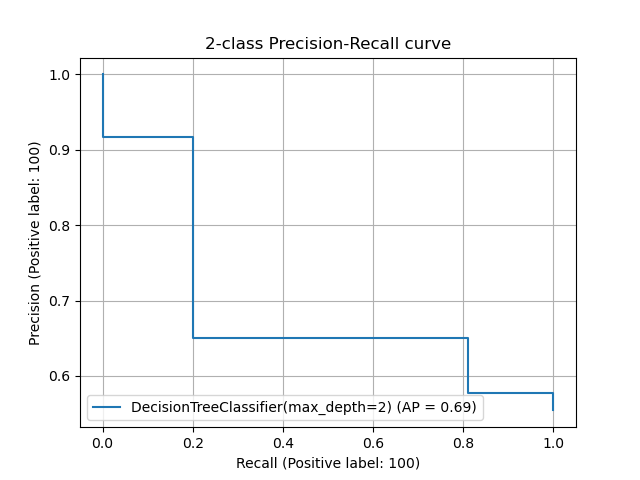 2-class Precision-Recall curve
Precision (Positive label: 100)
1.0
0.9
0.8
0.7
0.6
DecisionTreeClassifier(max_depth=2) (AP = 0.69)
0.0 0.2 0.4 0.6 0.8 1.0
Recall (Positive label: 100)